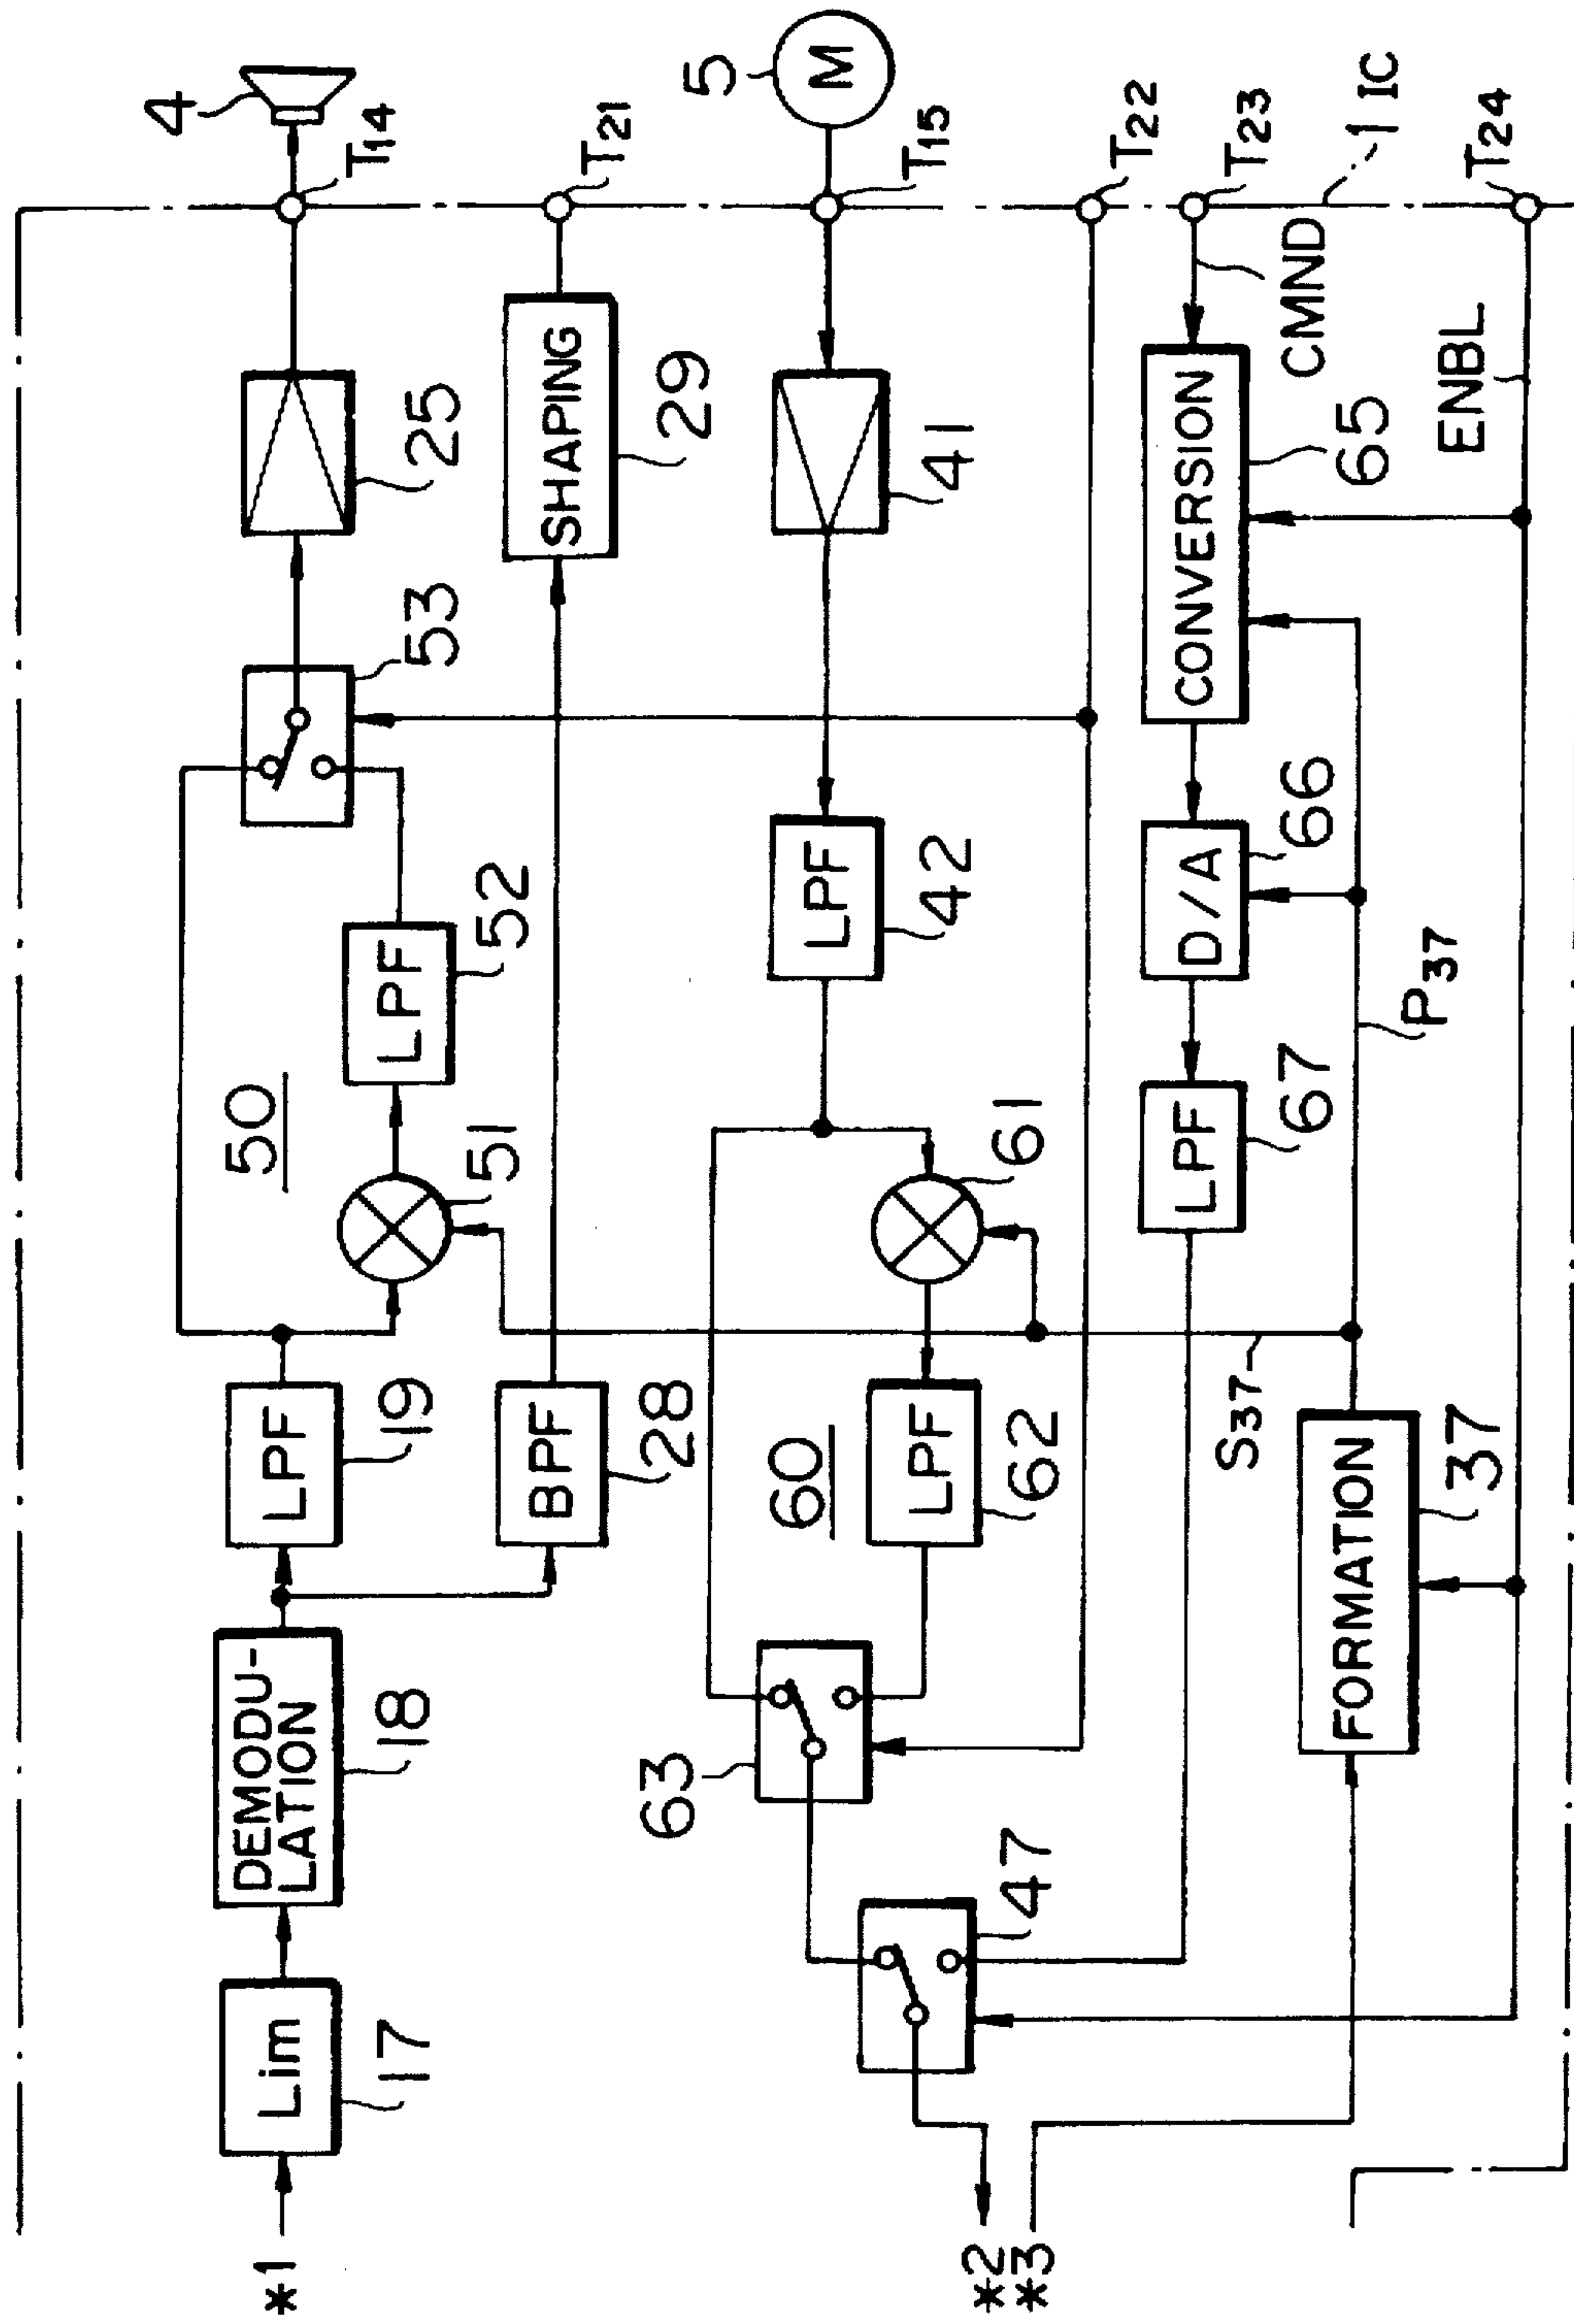 *1
Lim
17
DEMODU-
LATION
18
LPF
19
50
51
LPF
52
53
25
T14
4
BPF
28
SHAPING
29
T21
63
60
LPF
62
61
LPF
42
41
T15
5
M
T22
*2
*3
47
LPF
67
D/A
66
CONVERSION
65
CMND
T23
1 IC
FORMATION
37
S37
P37
ENBL
T24